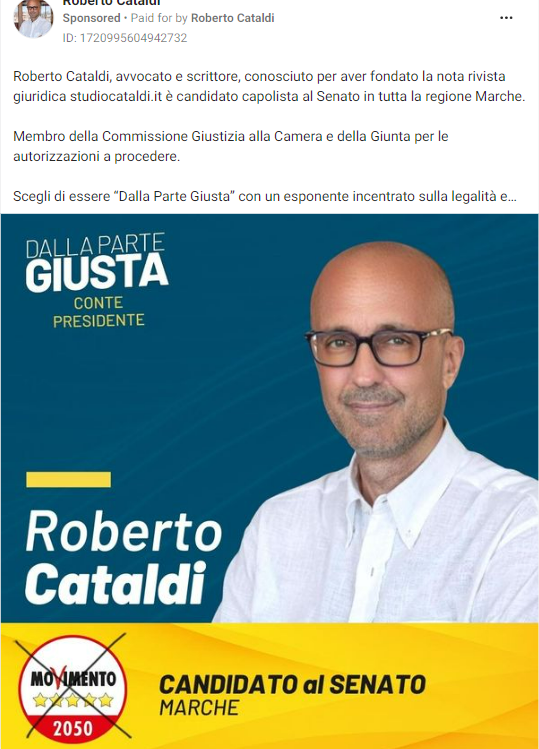 Roberto Cataldi
Sponsored • Paid for by Roberto Cataldi
ID: 1720995604942732
Roberto Cataldi, avvocato e scrittore, conosciuto per aver fondato la nota rivista
giuridica studiocataldi.it è candidato capolista al Senato in tutta la regione Marche.
Membro della Commissione Giustizia alla Camera e della Giunta per le
autorizzazioni a procedere.
Scegli di essere “Dalla Parte Giusta” con un esponente incentrato sulla legalità e...
DALLA PARTE
GIUSTA
CONTE
PRESIDENTE
Roberto
Cataldi
MOVIMENTO
2050
CANDIDATO al SENATO
MARCHE